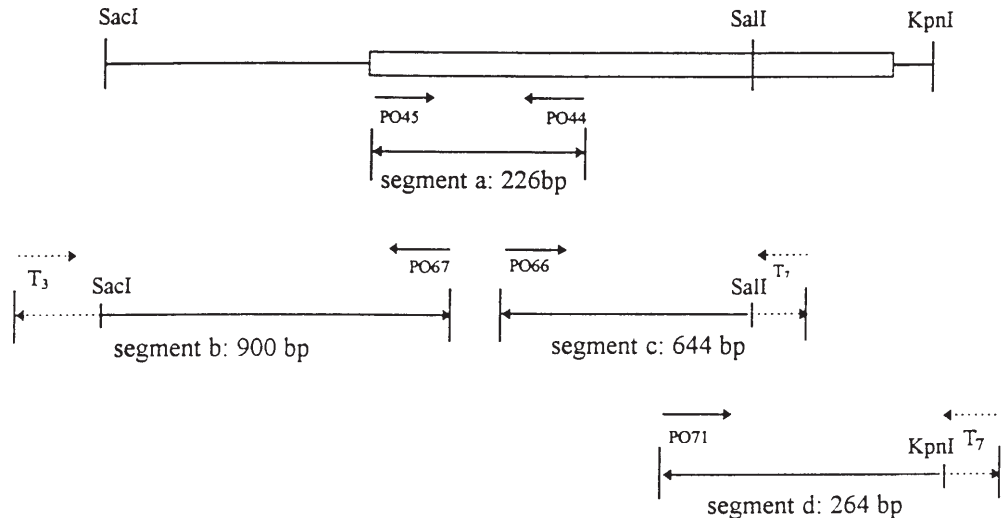 SacI SalI KpnI
PO45 PO44
segment a: 226bp
T3 PO67 PO66 T7
SacI SalI
segment b: 900 bp segment c: 644 bp
PO71 KpnI T7
segment d: 264 bp